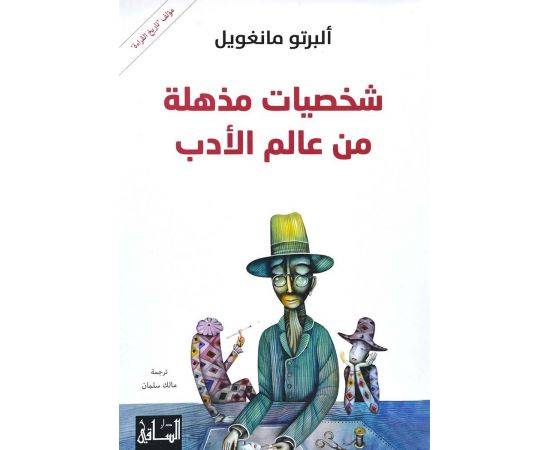 مؤلف "تاريخ القراءة"
ألبرتو مانغويل
شخصيات مذهلة
من عالم الأدب
ترجمة
مالك سلمان
دار
الساقي